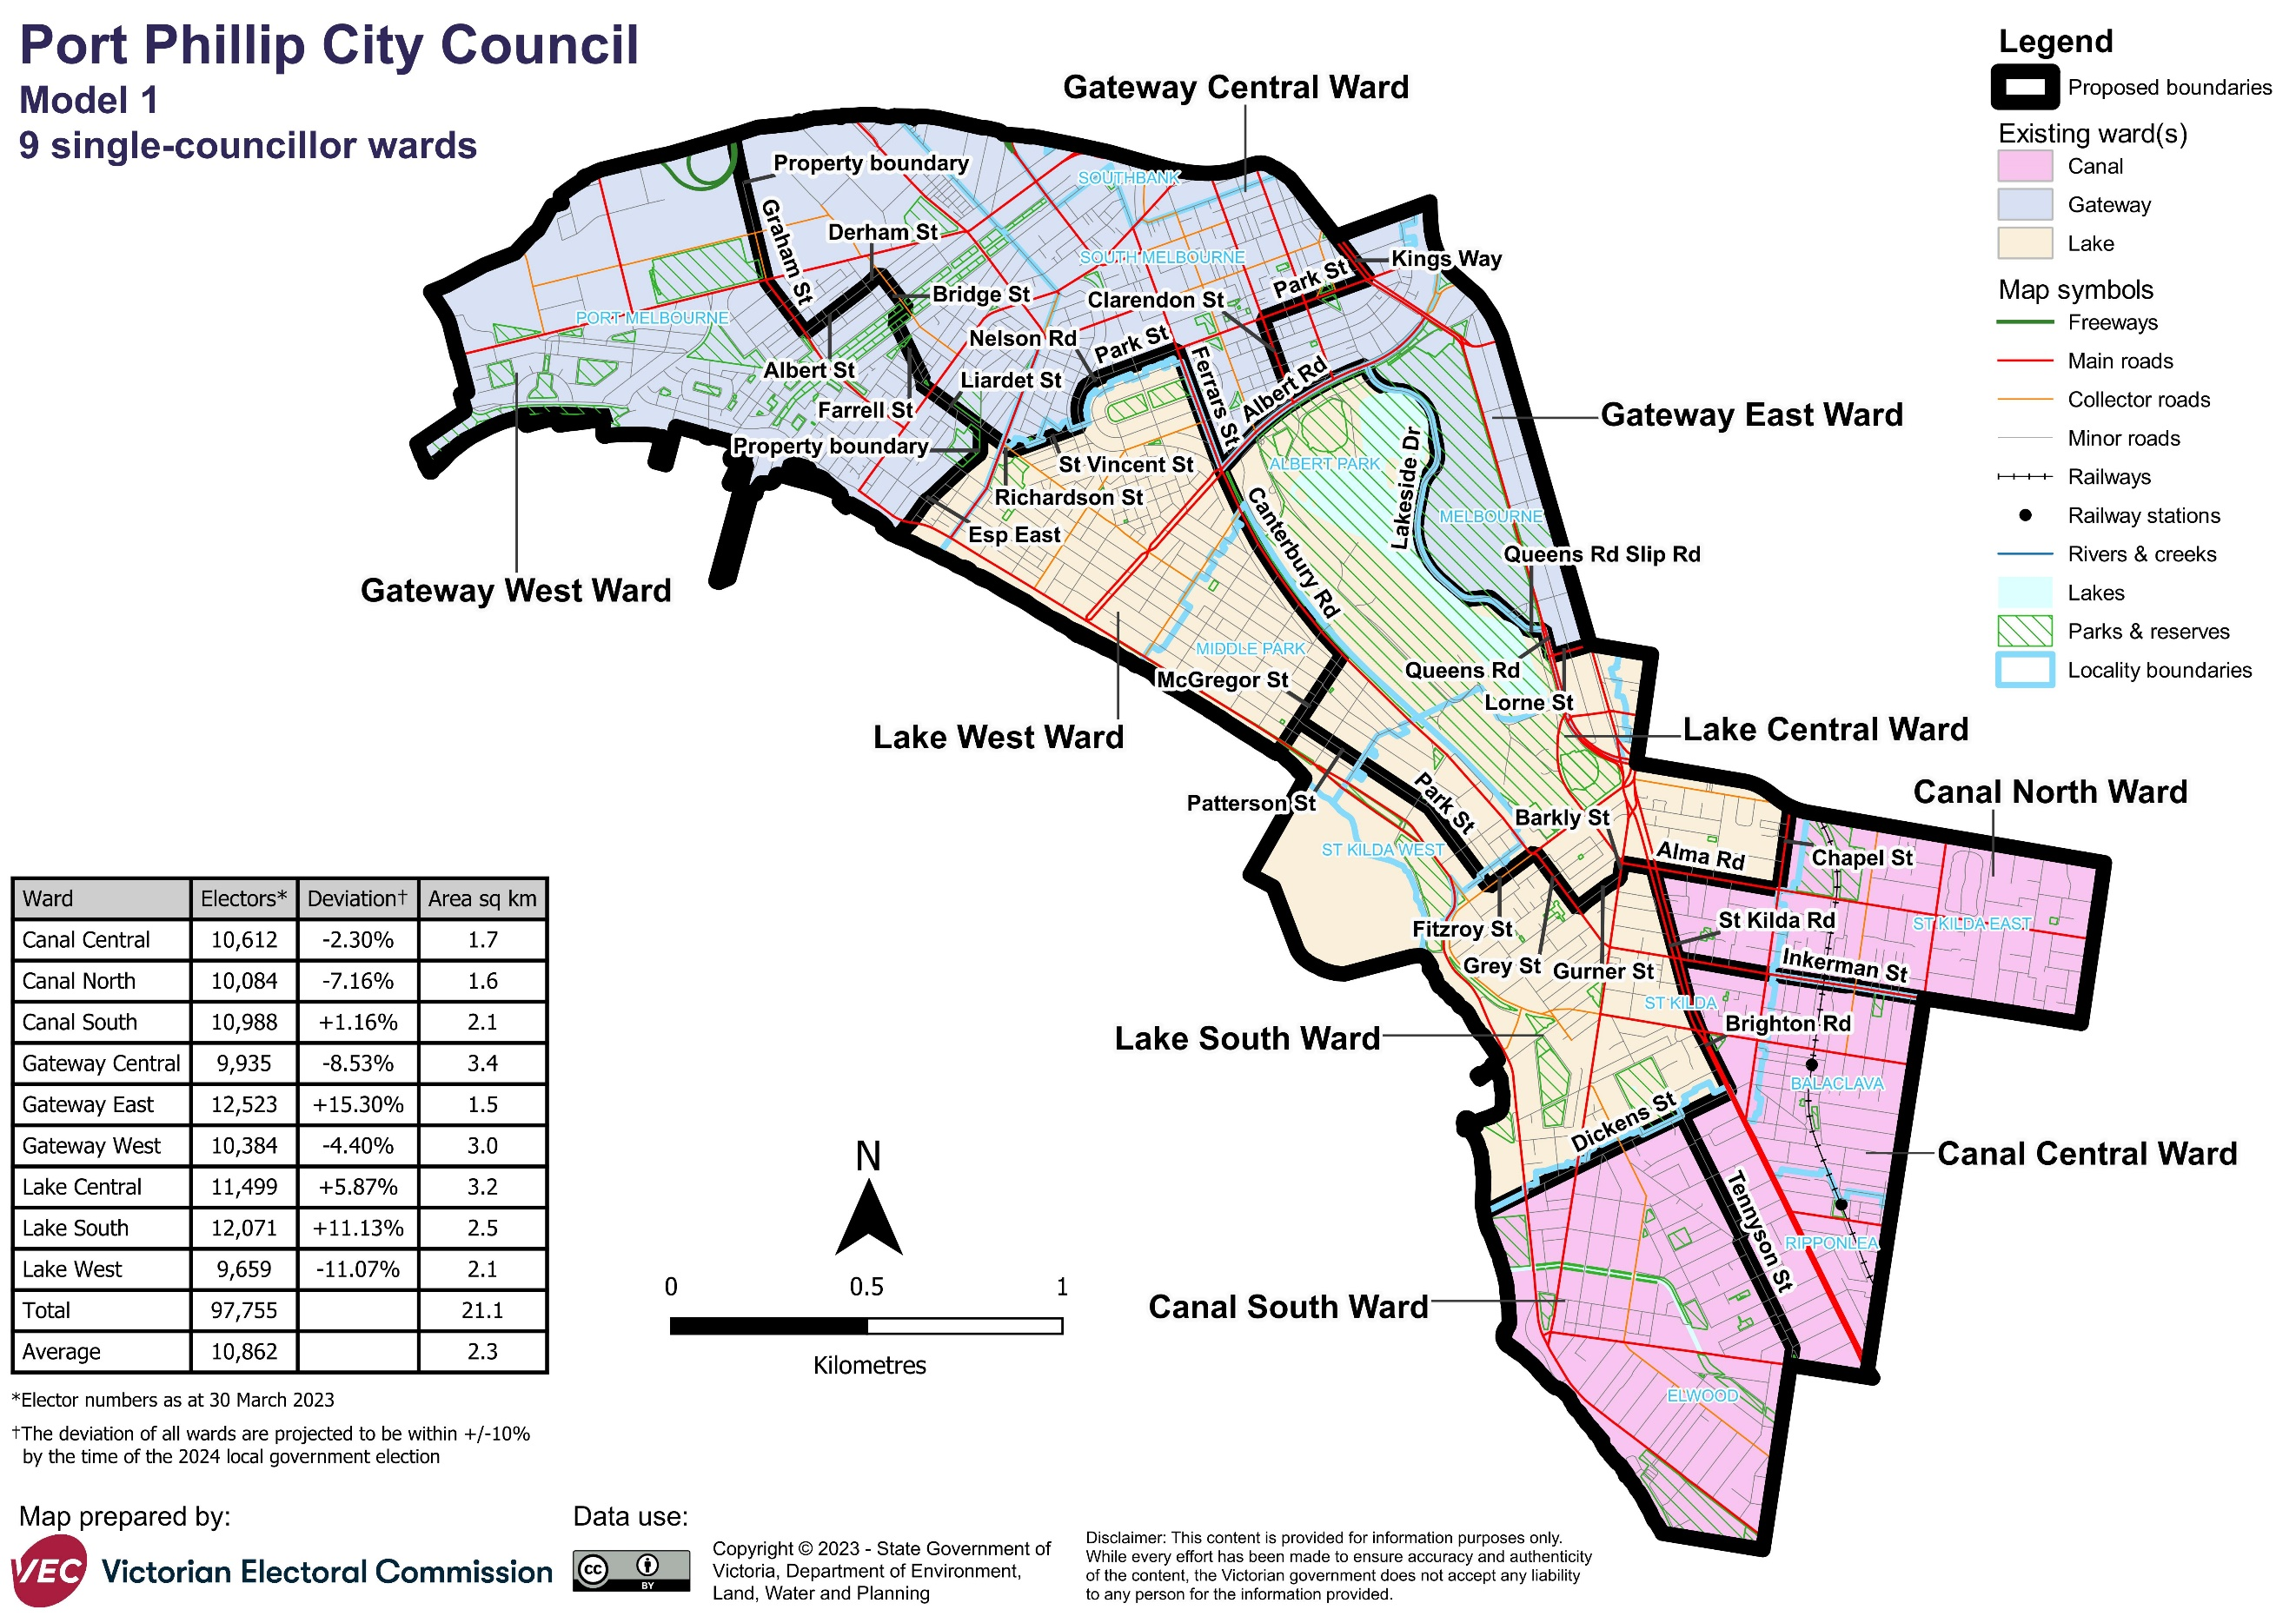 Port Phillip City Council
Model 1
9 single-councillor wards
Gateway Central Ward
Property boundary
SOUTHBANK
Graham St
Derham St
SOUTH MELBOURNE
Kings Way
Park St
Bridge St
Clarendon St
PORT MELBOURNE
Nelson Rd
Park St
Ferrars St
Albert Rd
Albert St
Liardet St
Farrell St
Gateway East Ward
Property boundary
St Vincent St
ALBERT PARK
Lakeside Dr
Richardson St
MELBOURNE
Esp East
Canterbury Rd
Queens Rd Slip Rd
Gateway West Ward
MIDDLE PARK
McGregor St
Queens Rd
Lorne St
Lake West Ward
Lake Central Ward
Canal North Ward
Patterson St
Park St
Barkly St
ST KILDA WEST
Alma Rd
Chapel St
Fitzroy St
St Kilda Rd
ST KILDA EAST
Grey St
Gurner St
Inkerman St
ST KILDA
Brighton Rd
Lake South Ward
BALACLAVA
Dickens St
Canal Central Ward
Tennyson St
RIPPONLEA
Canal South Ward
ELWOOD
Legend
Proposed boundaries
Existing ward(s)
Canal
Gateway
Lake
Map symbols
Freeways
Main roads
Collector roads
Minor roads
Railways
Railway stations
Rivers & creeks
Lakes
Parks & reserves
Locality boundaries
Ward Electors* Deviation† Area sq km
Canal Central 10,612 -2.30% 1.7
Canal North 10,084 -7.16% 1.6
Canal South 10,988 +1.16% 2.1
Gateway Central 9,935 -8.53% 3.4
Gateway East 12,523 +15.30% 1.5
Gateway West 10,384 -4.40% 3.0
Lake Central 11,499 +5.87% 3.2
Lake South 12,071 +11.13% 2.5
Lake West 9,659 -11.07% 2.1
Total 97,755 21.1
Average 10,862 2.3
*Elector numbers as at 30 March 2023
†The deviation of all wards are projected to be within +/-10%
by the time of the 2024 local government election
N
0 0.5 1
Kilometres
Map prepared by:
VEC Victorian Electoral Commission
Data use:
cc BY
Copyright © 2023 - State Government of
Victoria, Department of Environment,
Land, Water and Planning
Disclaimer: This content is provided for information purposes only.
While every effort has been made to ensure accuracy and authenticity
of the content, the Victorian government does not accept any liability
to any person for the information provided.